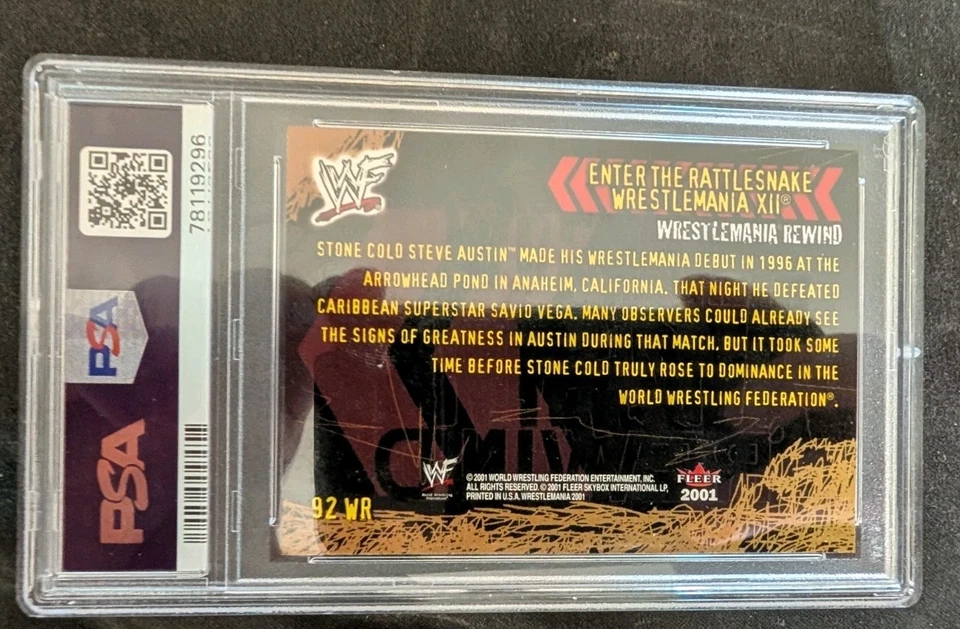 78119296
PSA
PSA
WF
ENTER THE RATTLESNAKE
WRESTLEMANIA XII®
WRESTLEMANIA REWIND
STONE COLD STEVE AUSTIN™ MADE HIS WRESTLEMANIA DEBUT IN 1996 AT THE
ARROWHEAD POND IN ANAHEIM, CALIFORNIA. THAT NIGHT HE DEFEATED
CARIBBEAN SUPERSTAR SAVIO VEGA. MANY OBSERVERS COULD ALREADY SEE
THE SIGNS OF GREATNESS IN AUSTIN DURING THAT MATCH, BUT IT TOOK SOME
TIME BEFORE STONE COLD TRULY ROSE TO DOMINANCE IN THE
WORLD WRESTLING FEDERATION®.
WF
© 2001 WORLD WRESTLING FEDERATION ENTERTAINMENT, INC.
ALL RIGHTS RESERVED. © 2001 FLEER SKYBOX INTERNATIONAL LP,
PRINTED IN U.S.A. WRESTLEMANIA 2001
FLEER
2001
92 WR